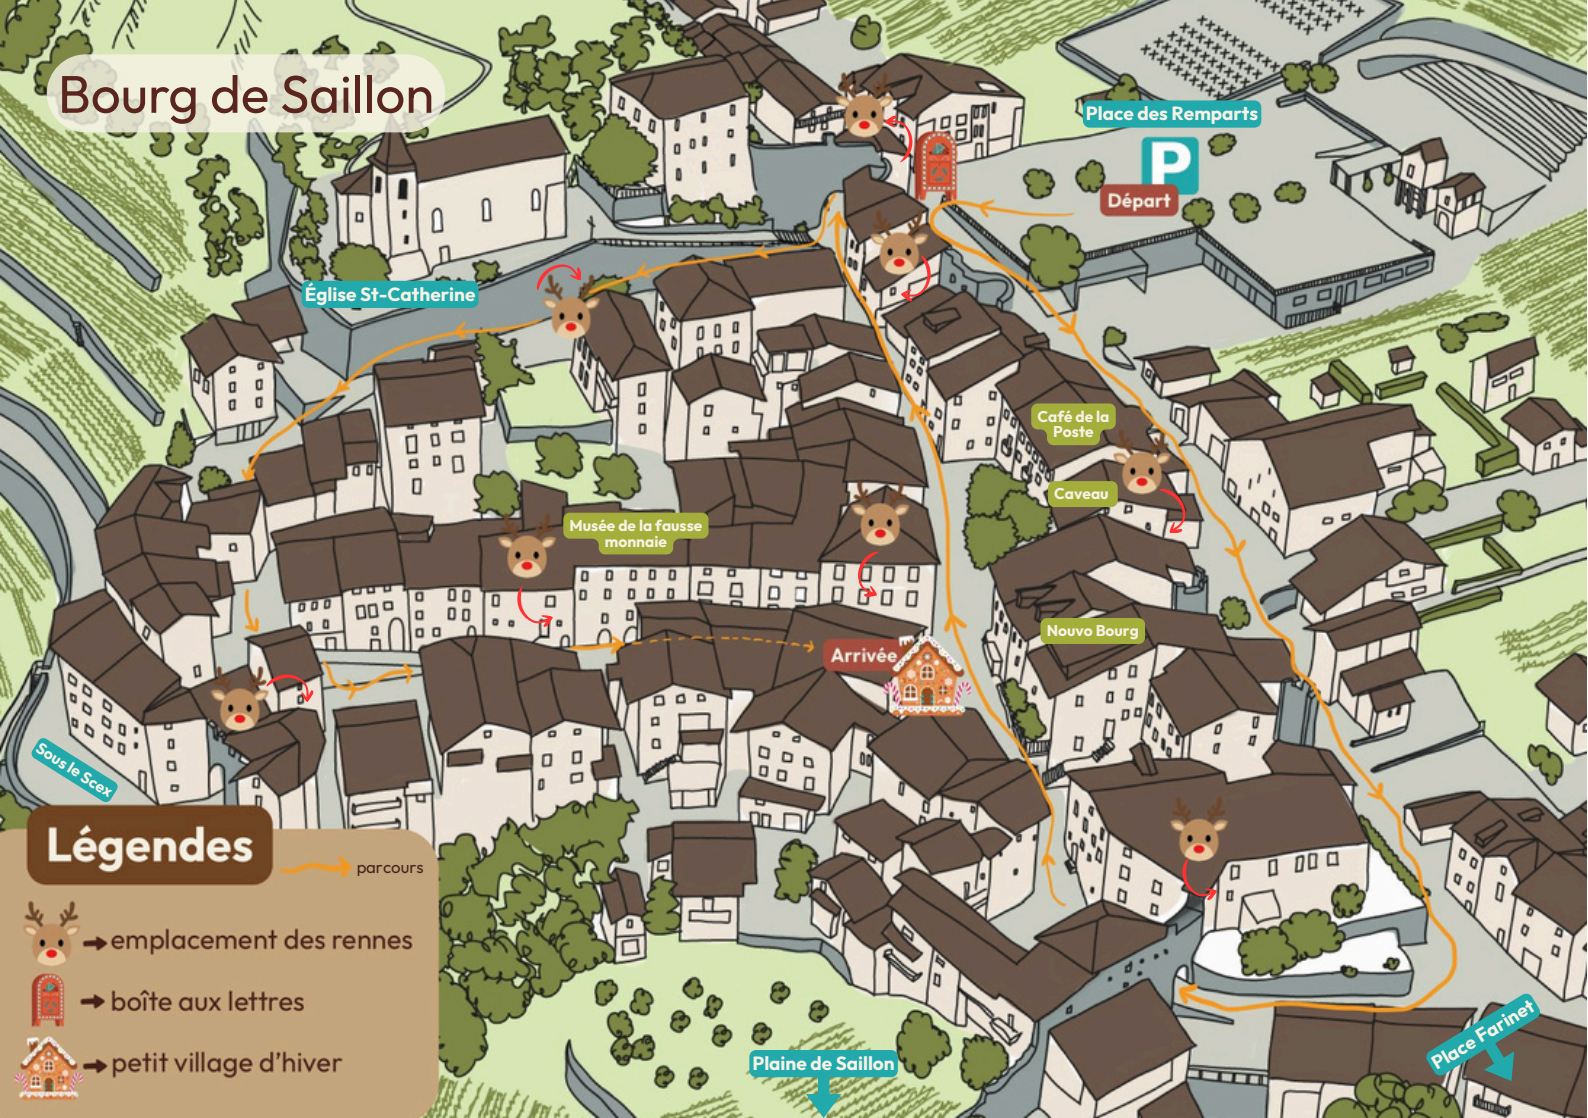 Bourg de Saillon
Place des Remparts
P
Départ
Église St-Catherine
Café de la
Poste
Caveau
Musée de la fausse
monnaie
Nouvo Bourg
Arrivée
Sous le Scex
Légendes
parcours
emplacement des rennes
boîte aux lettres
petit village d'hiver
Plaine de Saillon
Place Farinet